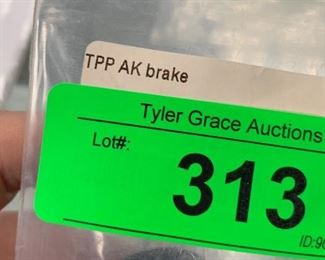 TPP AK brake
Tyler Grace Auctions
Lot#:
313